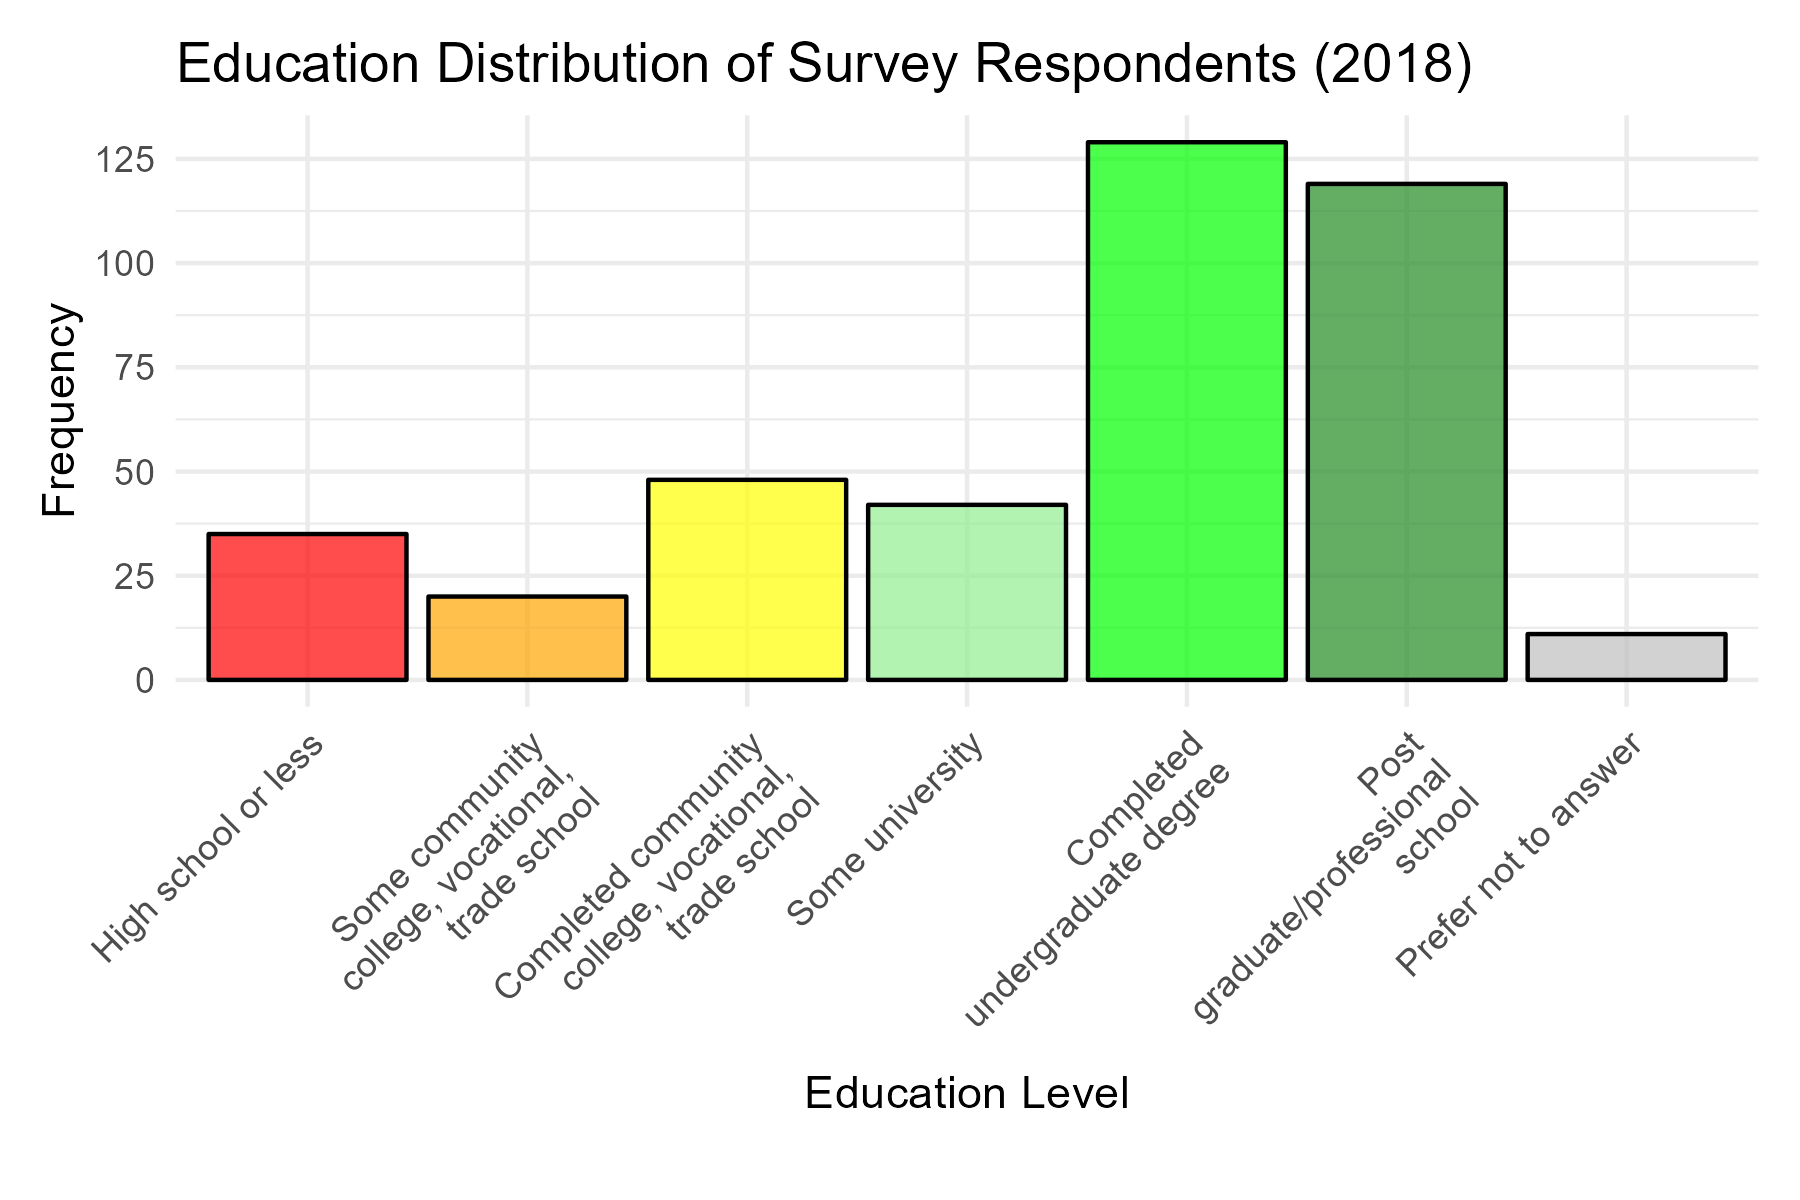 Education Distribution of Survey Respondents (2018)
Frequency
125
100
75
50
25
0
High school or less
Some community
college, vocational,
trade school
Completed community
college, vocational,
trade school
Some university
Completed
undergraduate degree
Post
graduate/professional
school
Prefer not to answer
Education Level